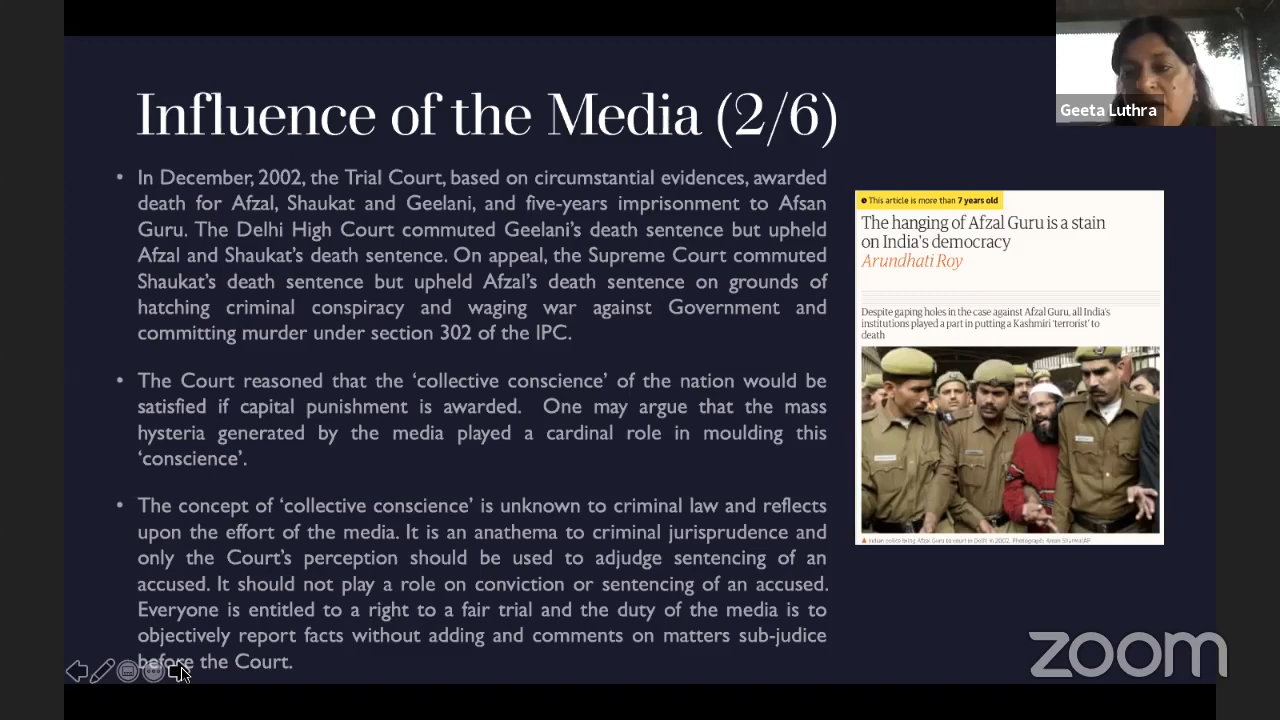 Influence of the Media (2/6)
Geeta Luthra
• In December, 2002, the Trial Court, based on circumstantial evidences, awarded
death for Afzal, Shaukat and Geelani, and five-years imprisonment to Afsan
Guru. The Delhi High Court commuted Geelani’s death sentence but upheld
Afzal and Shaukat’s death sentence. On appeal, the Supreme Court commuted
Shaukat’s death sentence but upheld Afzal’s death sentence on grounds of
hatching criminal conspiracy and waging war against Government and
committing murder under section 302 of the IPC.
• The Court reasoned that the ‘collective conscience’ of the nation would be
satisfied if capital punishment is awarded. One may argue that the mass
hysteria generated by the media played a cardinal role in moulding this
‘conscience’.
• The concept of ‘collective conscience’ is unknown to criminal law and reflects
upon the effort of the media. It is an anathema to criminal jurisprudence and
only the Court’s perception should be used to adjudge sentencing of an
accused. It should not play a role on conviction or sentencing of an accused.
Everyone is entitled to a right to a fair trial and the duty of the media is to
objectively report facts without adding and comments on matters sub-judice
before the Court.
This article is more than 7 years old
The hanging of Afzal Guru is a stain
on India's democracy
Arundhati Roy
Despite gaping holes in the case against Afzal Guru, all India's
institutions played a part in putting a Kashmiri 'terrorist' to
death
Indian police bring Afzal Guru to court in Delhi in 2002. Photograph:
zoom